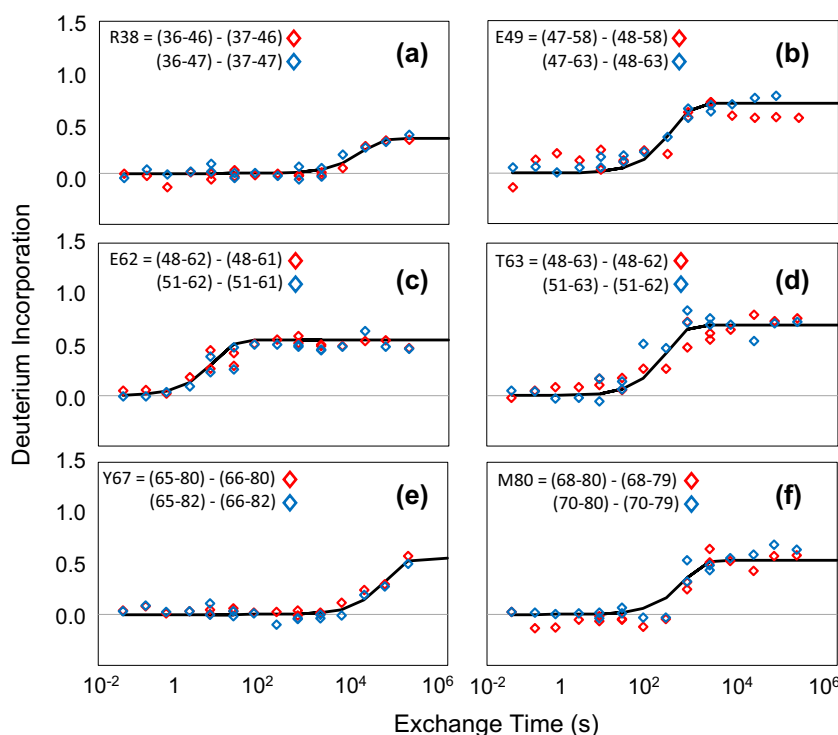 Deuterium Incorporation
1.5
1.0
0.5
0.0
R38 = (36-46) - (37-46)
(36-47) - (37-47)
(a)
E49 = (47-58) - (48-58)
(47-63) - (48-63)
(b)
1.5
1.0
0.5
0.0
E62 = (48-62) - (48-61)
(51-62) - (51-61)
(c)
T63 = (48-63) - (48-62)
(51-63) - (51-62)
(d)
1.5
1.0
0.5
0.0
Y67 = (65-80) - (66-80)
(65-82) - (66-82)
(e)
M80 = (68-80) - (68-79)
(70-80) - (70-79)
(f)
10-2 1 102 104 106
10-2 1 102 104 106
Exchange Time (s)